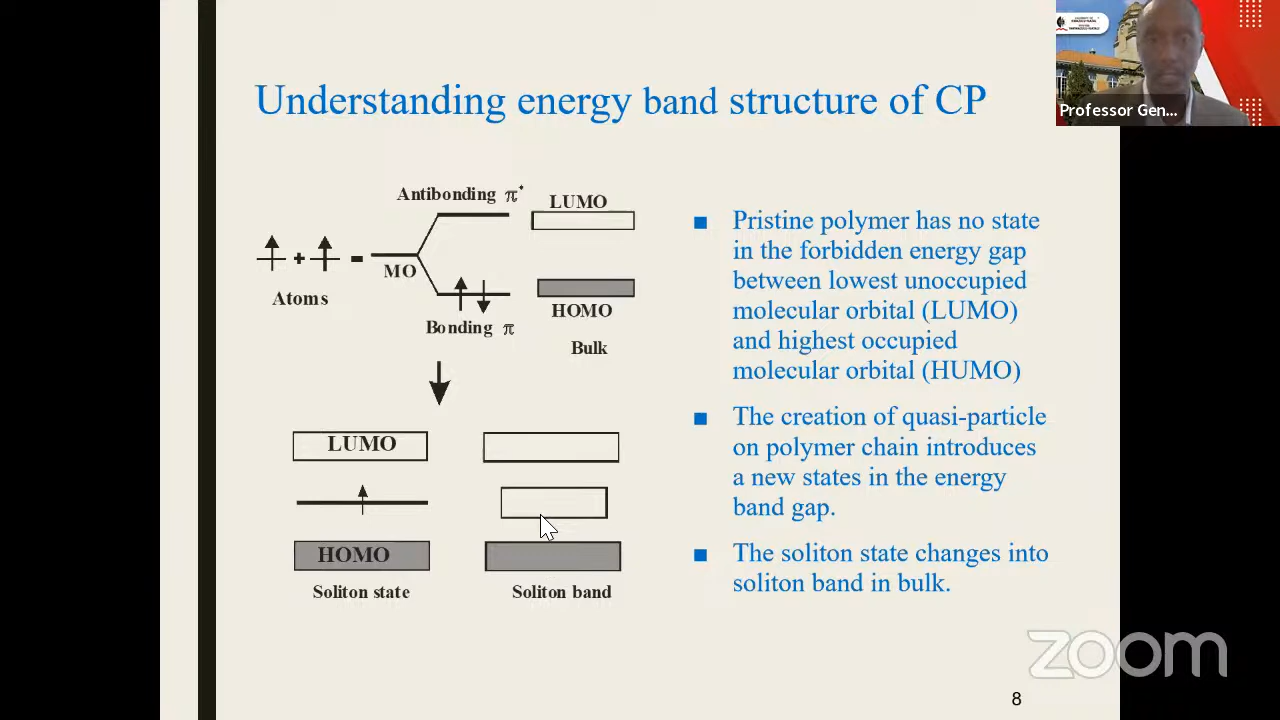 Understanding energy band structure of CP
Antibonding π*
LUMO
+
=
MO
Atoms
HOMO
Bonding π
Bulk
LUMO
HOMO
Soliton state
Soliton band
Pristine polymer has no state
in the forbidden energy gap
between lowest unoccupied
molecular orbital (LUMO)
and highest occupied
molecular orbital (HUMO)
The creation of quasi-particle
on polymer chain introduces
a new states in the energy
band gap.
The soliton state changes into
soliton band in bulk.
8
Professor Gen...
zoom